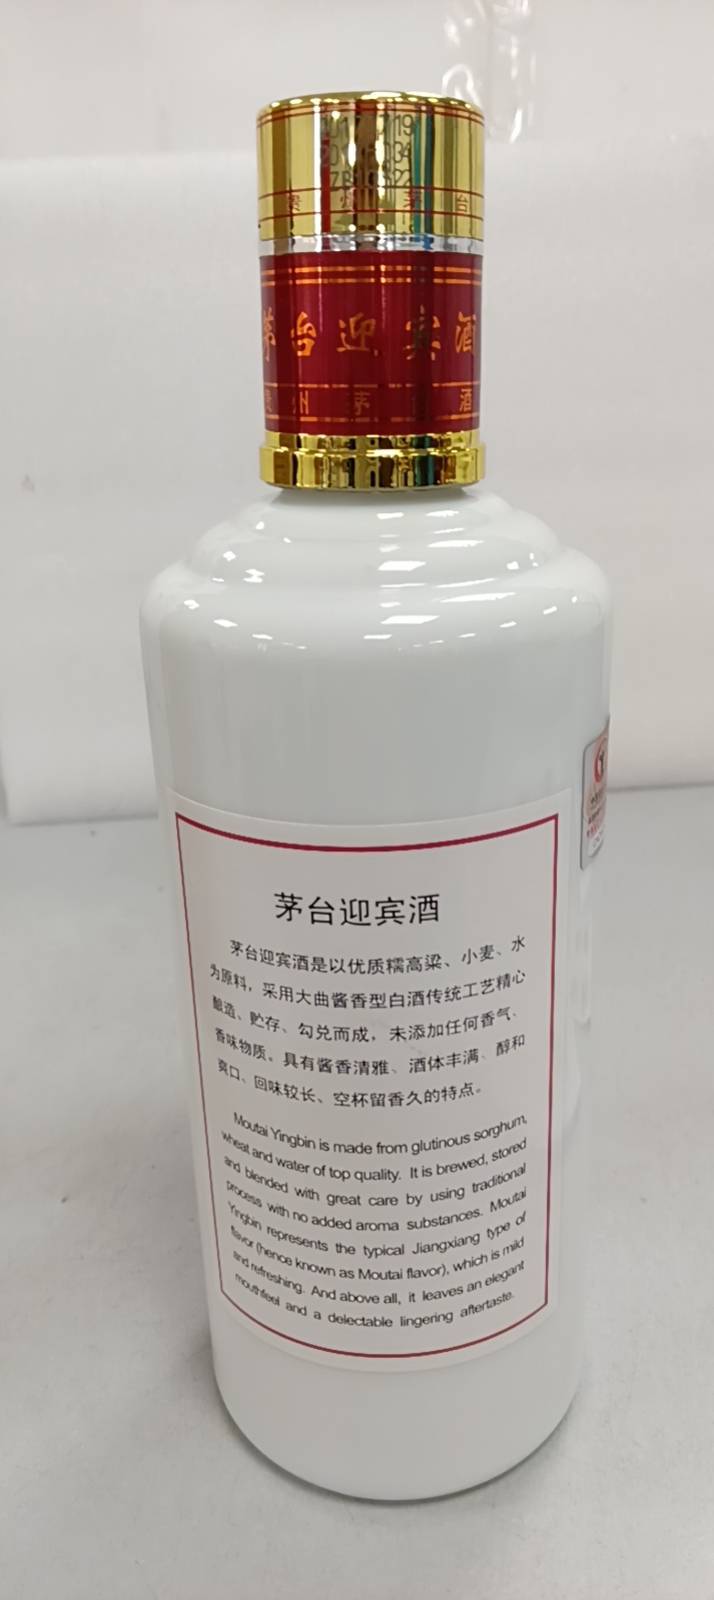 贵州茅台
茅台迎宾酒
贵州茅台酒
茅台迎宾酒
茅台迎宾酒是以优质糯高粱、小麦、水
为原料，采用大曲酱香型白酒传统工艺精心
酿造、贮存、勾兑而成，未添加任何香气、
香味物质。具有酱香清雅、酒体丰满、醇和
爽口、回味较长、空杯留香久的特点。
Moutai Yingbin is made from glutinous sorghum,
wheat and water of top quality. It is brewed, stored
and blended with great care by using traditional
process with no added aroma substances. Moutai
Yingbin represents the typical Jiangxiang type of
flavor (hence known as Moutai flavor), which is mild
and refreshing. And above all, it leaves an elegant
mouthfeel and a delectable lingering aftertaste.